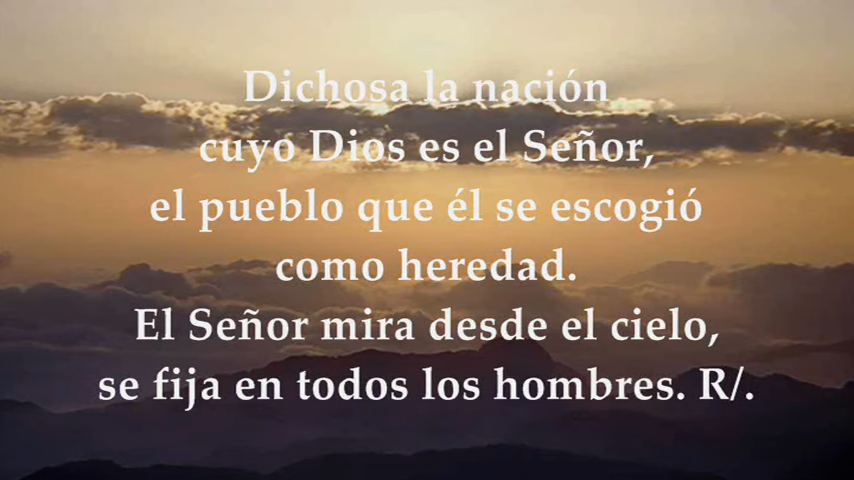 Dichosa la nación
cuyo Dios es el Señor,
el pueblo que él se escogió
como heredad.
El Señor mira desde el cielo,
se fija en todos los hombres. R/.